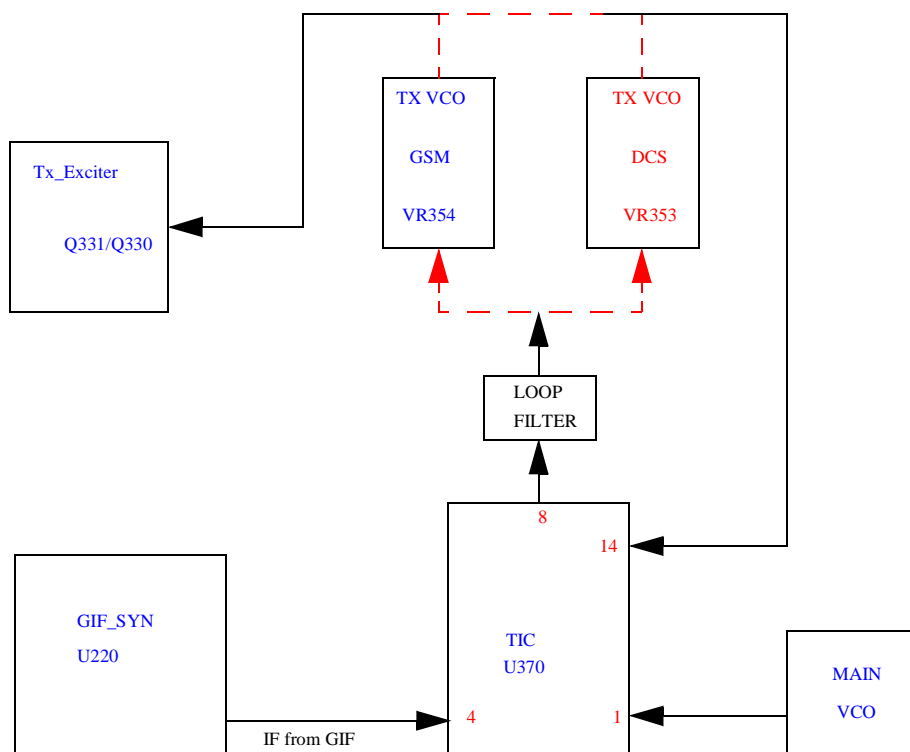 TX VCO
GSM
VR354
TX VCO
DCS
VR353
Tx_Exciter
Q331/Q330
LOOP
FILTER
8
14
GIF_SYN
U220
TIC
U370
MAIN
VCO
4
1
IF from GIF